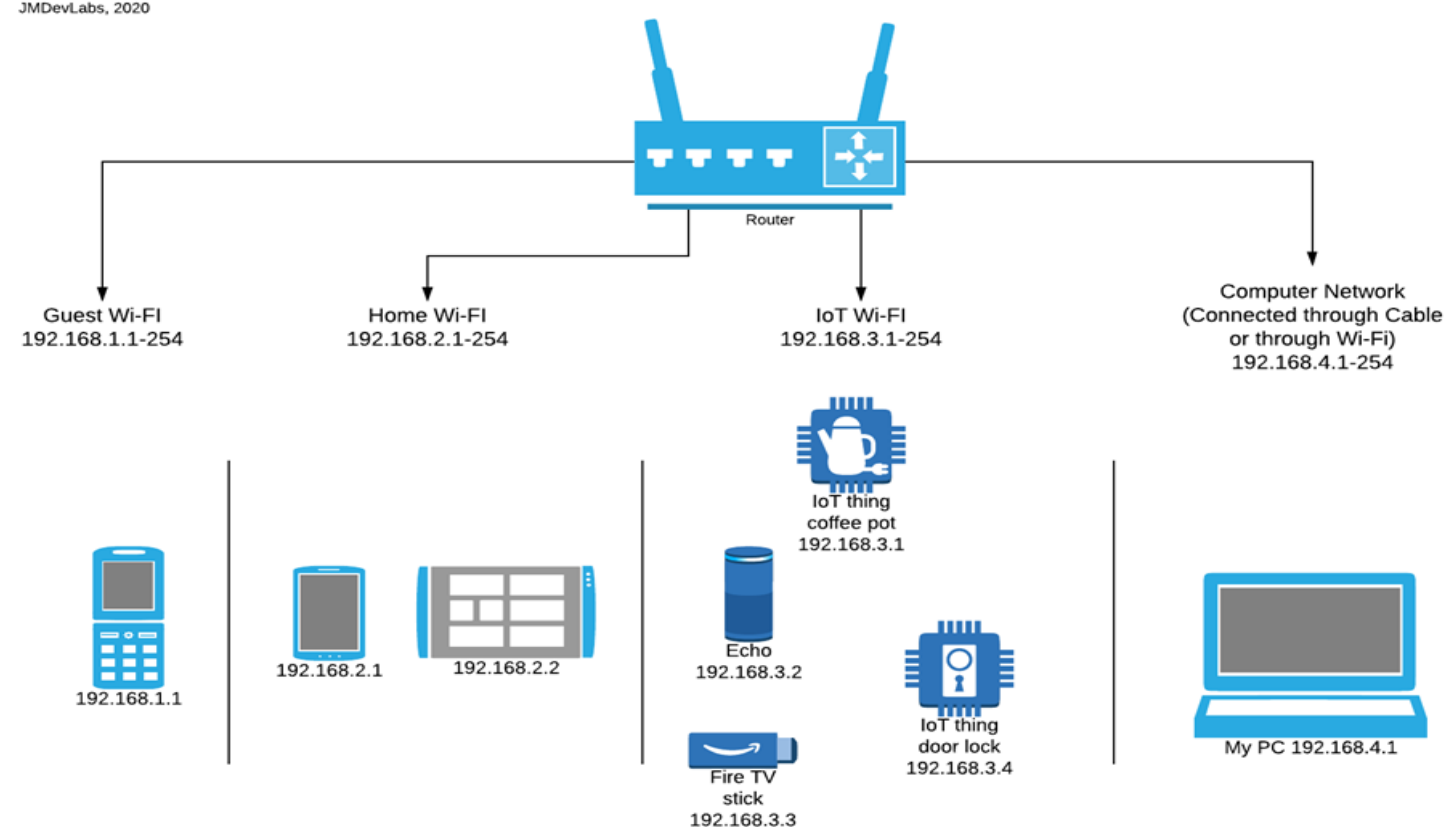 JMDevLabs, 2020
Router
Guest Wi-FI
192.168.1.1-254
Home Wi-FI
192.168.2.1-254
IoT Wi-FI
192.168.3.1-254
Computer Network
(Connected through Cable
or through Wi-Fi)
192.168.4.1-254
192.168.1.1
192.168.2.1
192.168.2.2
IoT thing
coffee pot
192.168.3.1
Echo
192.168.3.2
Fire TV
stick
192.168.3.3
IoT thing
door lock
192.168.3.4
My PC 192.168.4.1